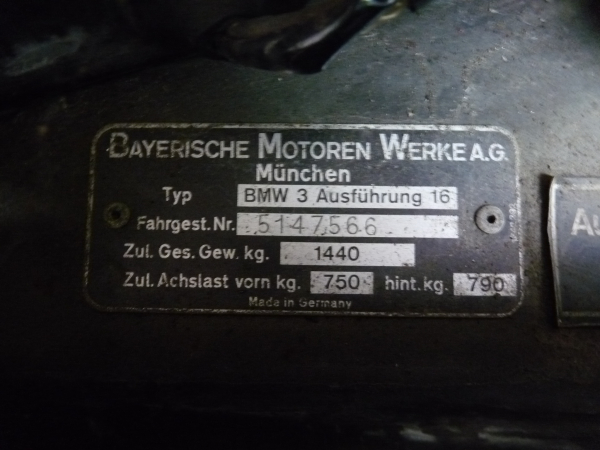 BAYERISCHE MOTOREN WERKE A.G.
München
Typ BMW 3 Ausführung 16
Fahrgest. Nr. 5147566
Zul. Ges. Gew. kg. 1440
Zul. Achslast vorn kg. 750 hint. kg. 790
Made in Germany